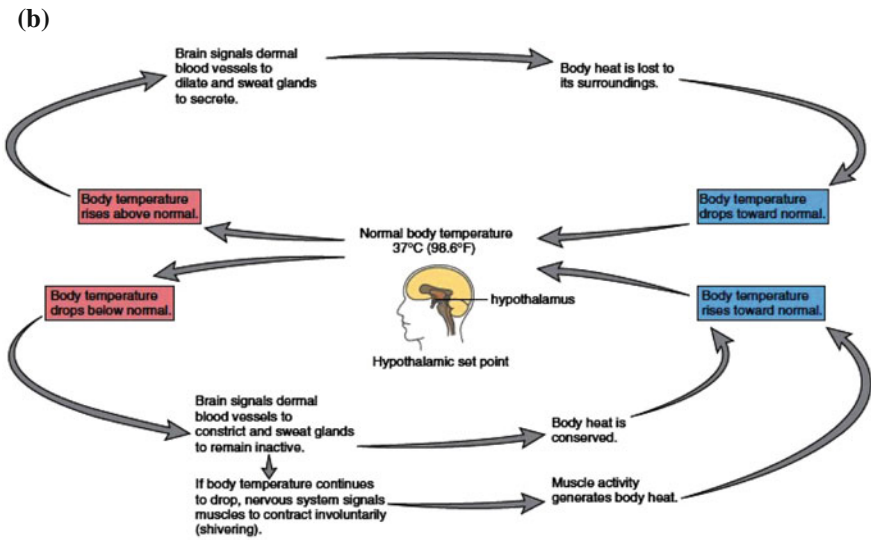 (b)
Brain signals dermal
blood vessels to
dilate and sweat glands
to secrete.
Body heat is lost to
its surroundings.
Body temperature
rises above normal.
Body temperature
drops toward normal.
Normal body temperature
37°C (98.6°F)
Body temperature
drops below normal.
hypothalamus
Body temperature
rises toward normal.
Hypothalamic set point
Brain signals dermal
blood vessels to
constrict and sweat glands
to remain inactive.
Body heat is
conserved.
If body temperature continues
to drop, nervous system signals
muscles to contract involuntarily
(shivering).
Muscle activity
generates body heat.